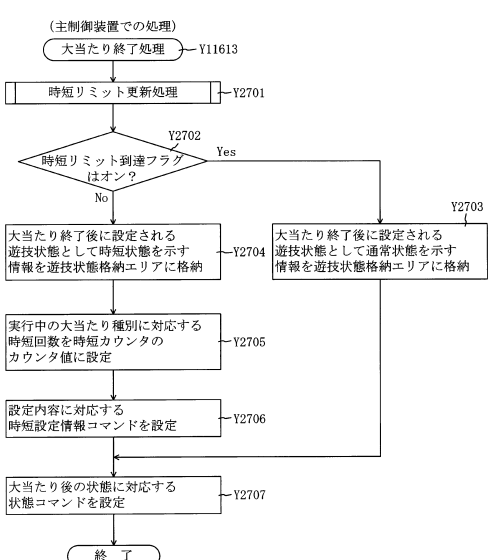 (主制御装置での処理)
大当たり終了処理
Y11613
時短リミット更新処理
Y2701
Y2702
時短リミット到達フラグ
はオン?
Yes
No
Y2703
大当たり終了後に設定される
遊技状態として時短状態を示す
情報を遊技状態格納エリアに格納
Y2704
大当たり終了後に設定される
遊技状態として通常状態を示す
情報を遊技状態格納エリアに格納
実行中の大当たり種別に対応する
時短回数を時短カウンタの
カウンタ値に設定
Y2705
設定内容に対応する
時短設定情報コマンドを設定
Y2706
大当たり後の状態に対応する
状態コマンドを設定
Y2707
終 了